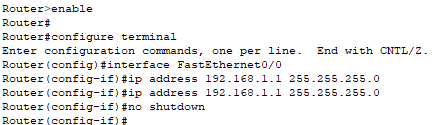 Router>enable
Router#
Router#configure terminal
Enter configuration commands, one per line.  End with CNTL/Z.
Router(config)#interface FastEthernet0/0
Router(config-if)#ip address 192.168.1.1 255.255.255.0
Router(config-if)#ip address 192.168.1.1 255.255.255.0
Router(config-if)#no shutdown
Router(config-if)#